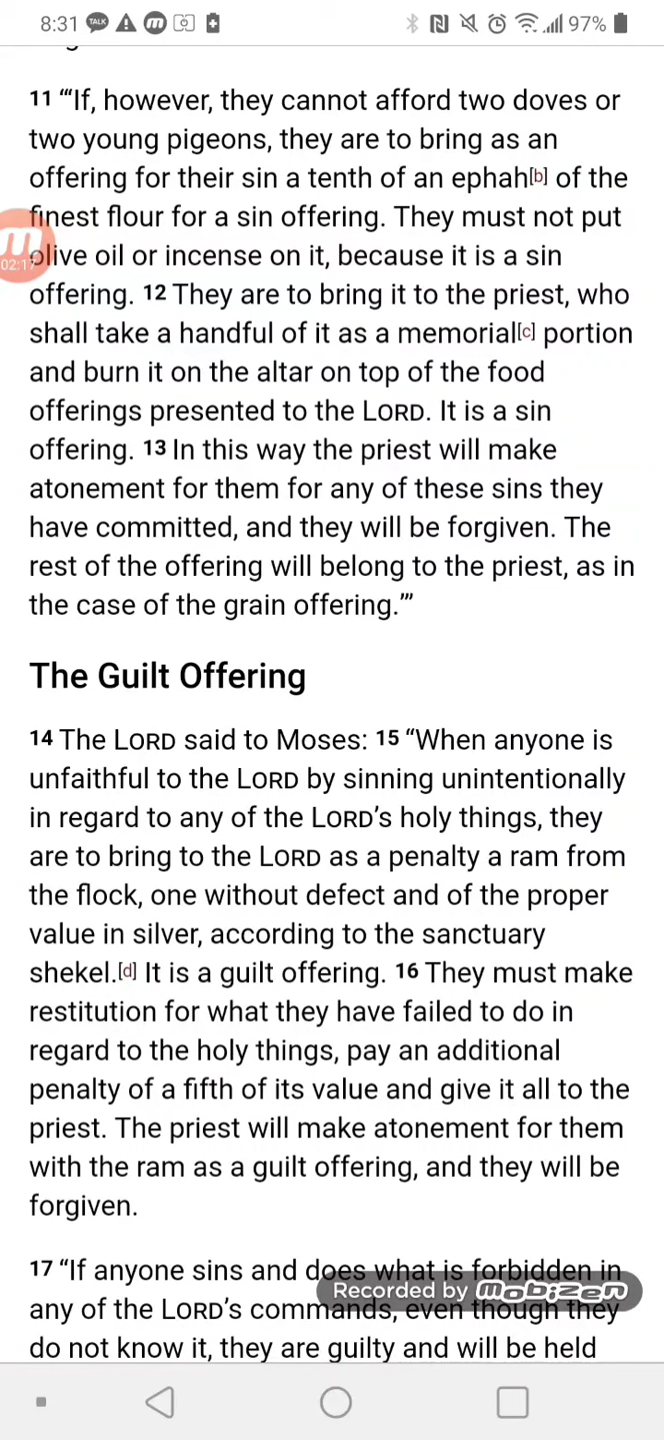 8:31 TALK 97%
11 “‘If, however, they cannot afford two doves or
two young pigeons, they are to bring as an
offering for their sin a tenth of an ephah[b] of the
finest flour for a sin offering. They must not put
02:17 olive oil or incense on it, because it is a sin
offering. 12 They are to bring it to the priest, who
shall take a handful of it as a memorial[c] portion
and burn it on the altar on top of the food
offerings presented to the LORD. It is a sin
offering. 13 In this way the priest will make
atonement for them for any of these sins they
have committed, and they will be forgiven. The
rest of the offering will belong to the priest, as in
the case of the grain offering.’”
The Guilt Offering
14 The LORD said to Moses: 15 “When anyone is
unfaithful to the LORD by sinning unintentionally
in regard to any of the LORD’s holy things, they
are to bring to the LORD as a penalty a ram from
the flock, one without defect and of the proper
value in silver, according to the sanctuary
shekel.[d] It is a guilt offering. 16 They must make
restitution for what they have failed to do in
regard to the holy things, pay an additional
penalty of a fifth of its value and give it all to the
priest. The priest will make atonement for them
with the ram as a guilt offering, and they will be
forgiven.
17 “If anyone sins and does what is forbidden in
Recorded by mobizen
any of the LORD’s commands, even though they
do not know it, they are guilty and will be held